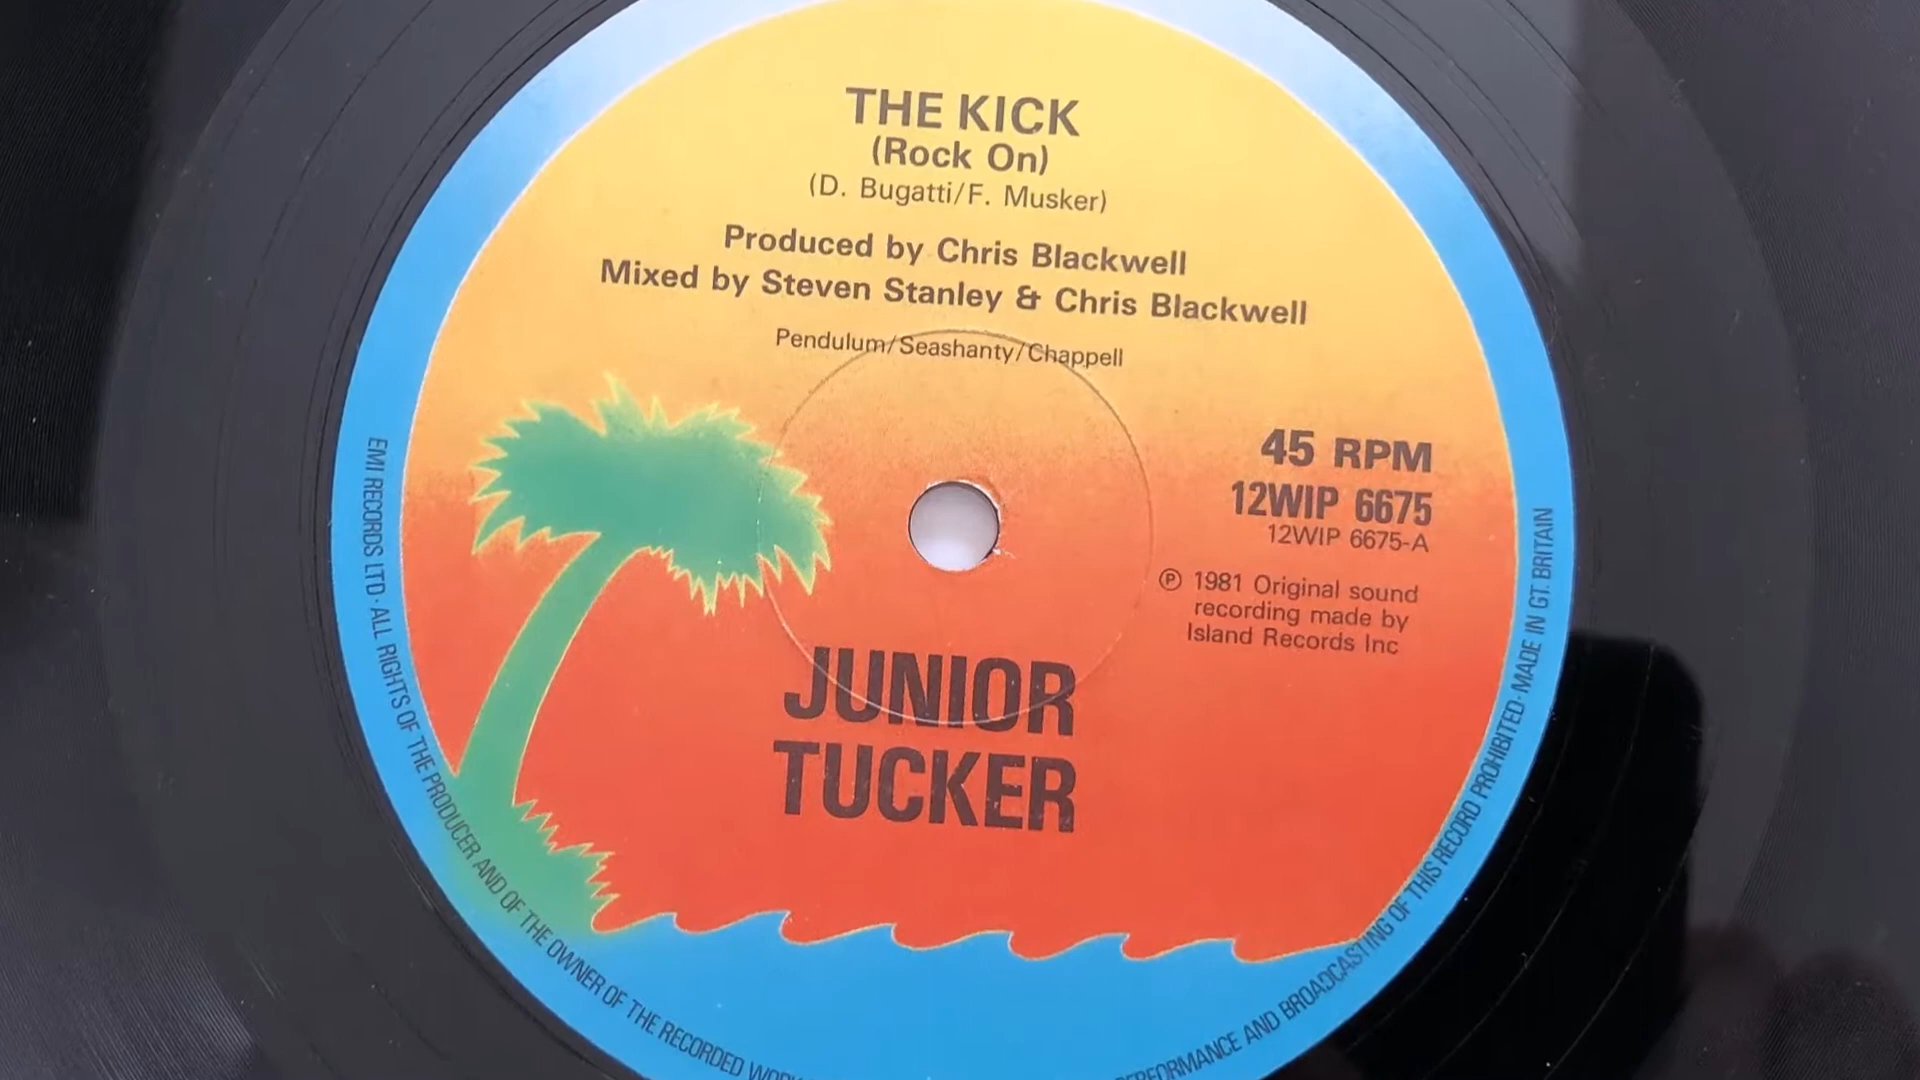 THE KICK
(Rock On)
(D. Bugatti/F. Musker)
Produced by Chris Blackwell
Mixed by Steven Stanley & Chris Blackwell
Pendulum/Seashanty/Chappell
45 RPM
12WIP 6675
12WIP 6675-A
Ⓟ 1981 Original sound
recording made by
Island Records Inc
JUNIOR
TUCKER
EMI RECORDS LTD · ALL RIGHTS OF THE PRODUCER AND OF THE OWNER OF THE RECORDED
PERFORMANCE AND BROADCASTING OF THIS RECORD PROHIBITED · MADE IN GT. BRITAIN